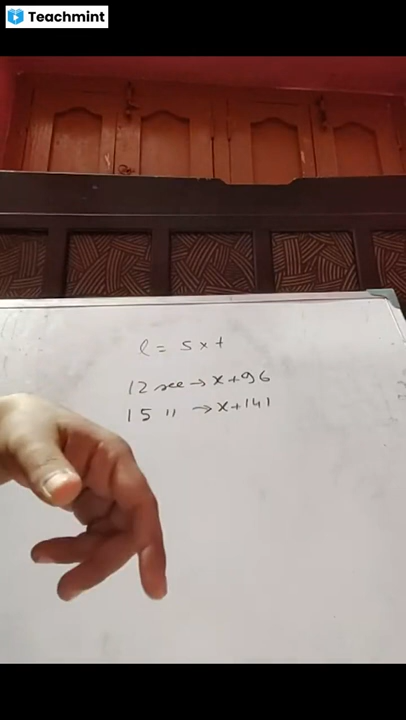 Teachmint
l = s x t
12 sec → x+96
15 " → x+141